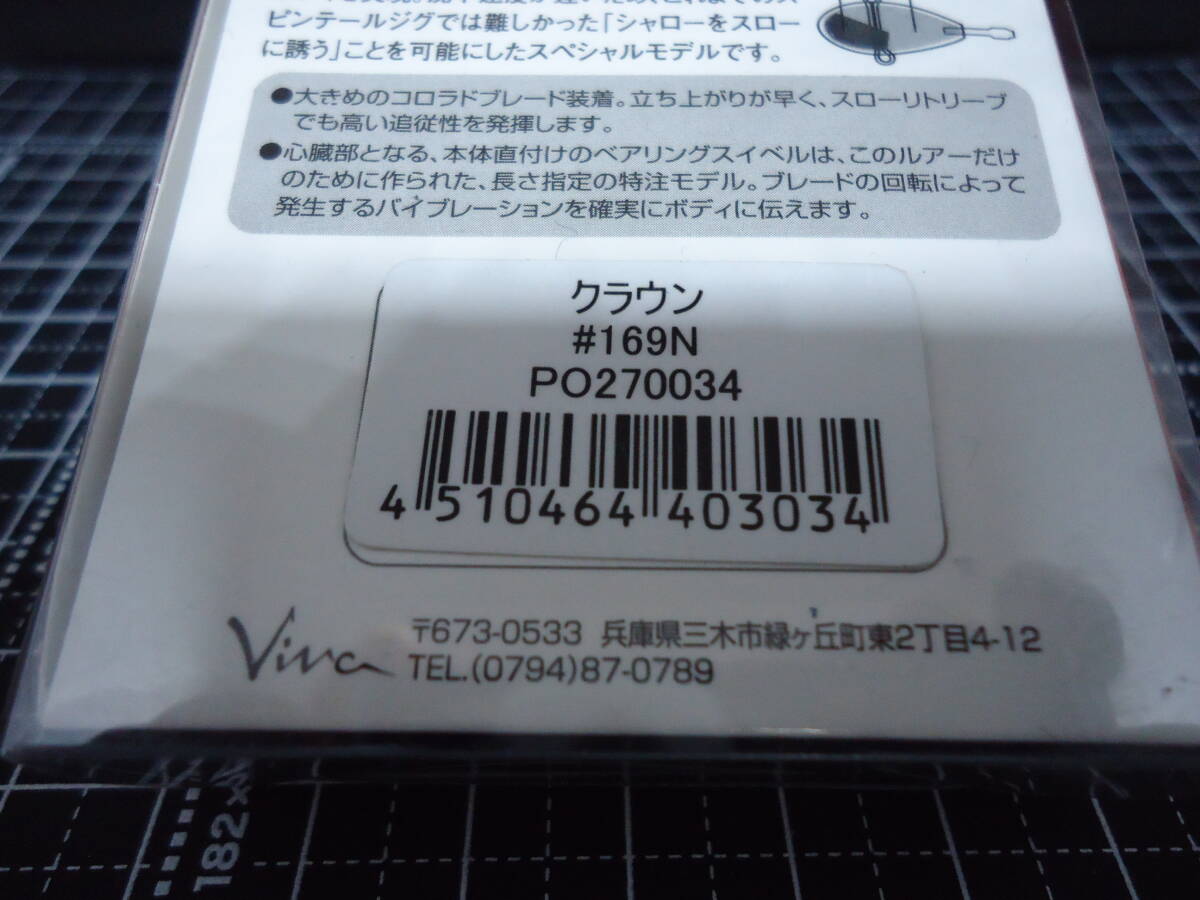 ピンテールジグでは難しかった「シャローをスロー
に誘う」ことを可能にしたスペシャルモデルです。
●大きめのコロラドブレード装着。立ち上がりが早く、スローリトリーブ
でも高い追従性を発揮します。
●心臓部となる、本体直付けのベアリングスイベルは、このルアーだけ
のために作られた、長さ指定の特注モデル。ブレードの回転によって
発生するバイブレーションを確実にボディに伝えます。
クラウン
#169N
PO270034
4 510464 403034
Viva
〒673-0533 兵庫県三木市緑ヶ丘町東2丁目4-12
TEL.(0794)87-0789
182